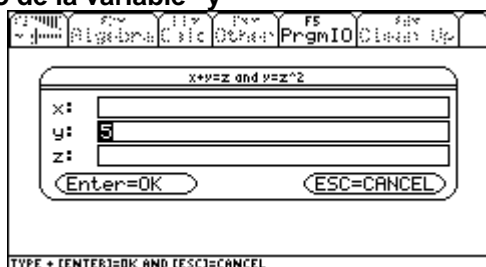 de la variable "y"
Algebra Calc Other PrgmIO Clean Up
F5
x+y=z and y=z^2
x:
y: 5
z:
Enter=OK ESC=CANCEL
TYPE + [ENTER]=OK AND [ESC]=CANCEL